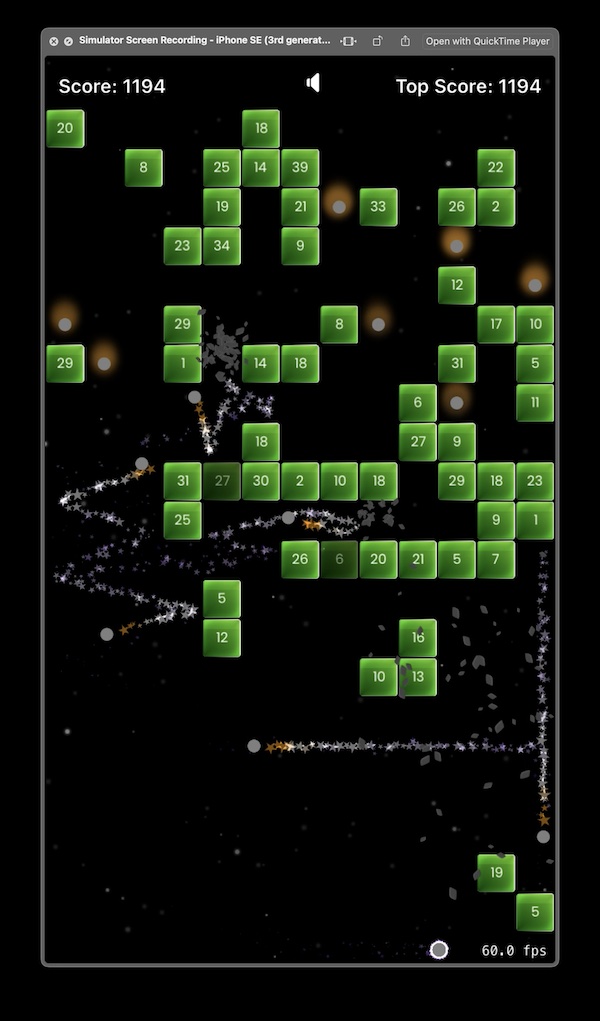 Simulator Screen Recording - iPhone SE (3rd generat... Open with QuickTime Player
Score: 1194 Top Score: 1194
20 18
8 25 14 39 22
19 21 33 26 2
23 34 9
12
29 8 17 10
29 1 14 18 31 5
6 11
18 27 9
31 27 30 2 10 18 29 18 23
25 9 1
26 6 20 21 5 7
5
12 16
10 13
19
5
60.0 fps